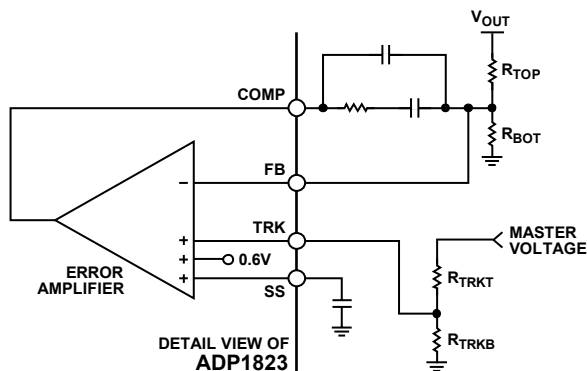 V_OUT
R_TOP
R_BOT
COMP
FB
−
TRK
+
0.6V
+
SS
+
ERROR
AMPLIFIER
MASTER
VOLTAGE
R_TRKT
R_TRKB
DETAIL VIEW OF
ADP1823